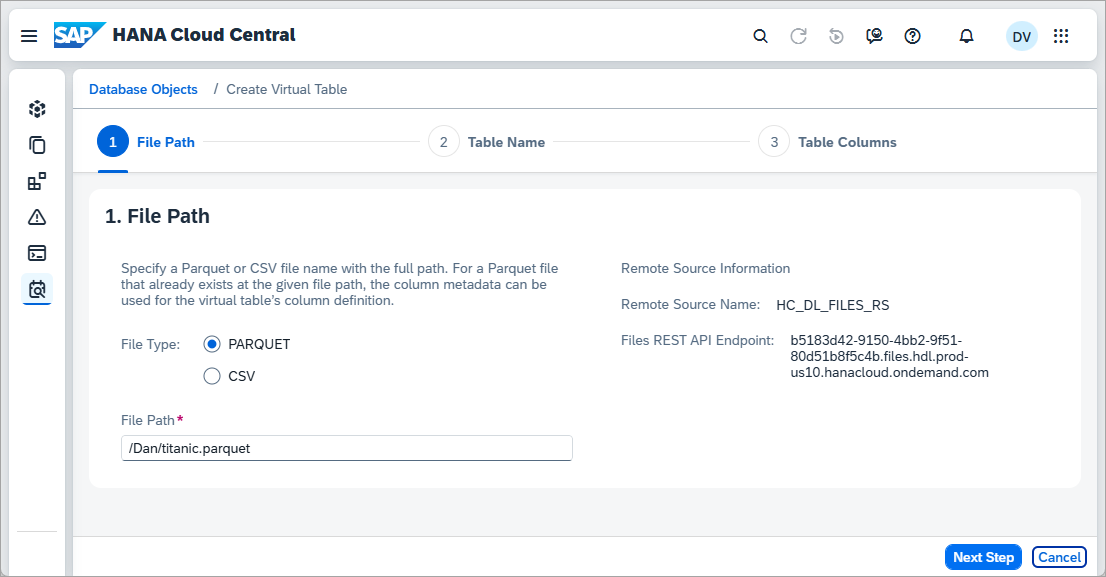 SAP HANA Cloud Central
DV
Database Objects / Create Virtual Table
1 File Path 2 Table Name 3 Table Columns
1. File Path
Specify a Parquet or CSV file name with the full path. For a Parquet file
that already exists at the given file path, the column metadata can be
used for the virtual table's column definition.
File Type: PARQUET
CSV
File Path*
/Dan/titanic.parquet
Remote Source Information
Remote Source Name: HC_DL_FILES_RS
Files REST API Endpoint: b5183d42-9150-4bb2-9f51-
80d51b8f5c4b.files.hdl.prod-
us10.hanacloud.ondemand.com
Next Step Cancel